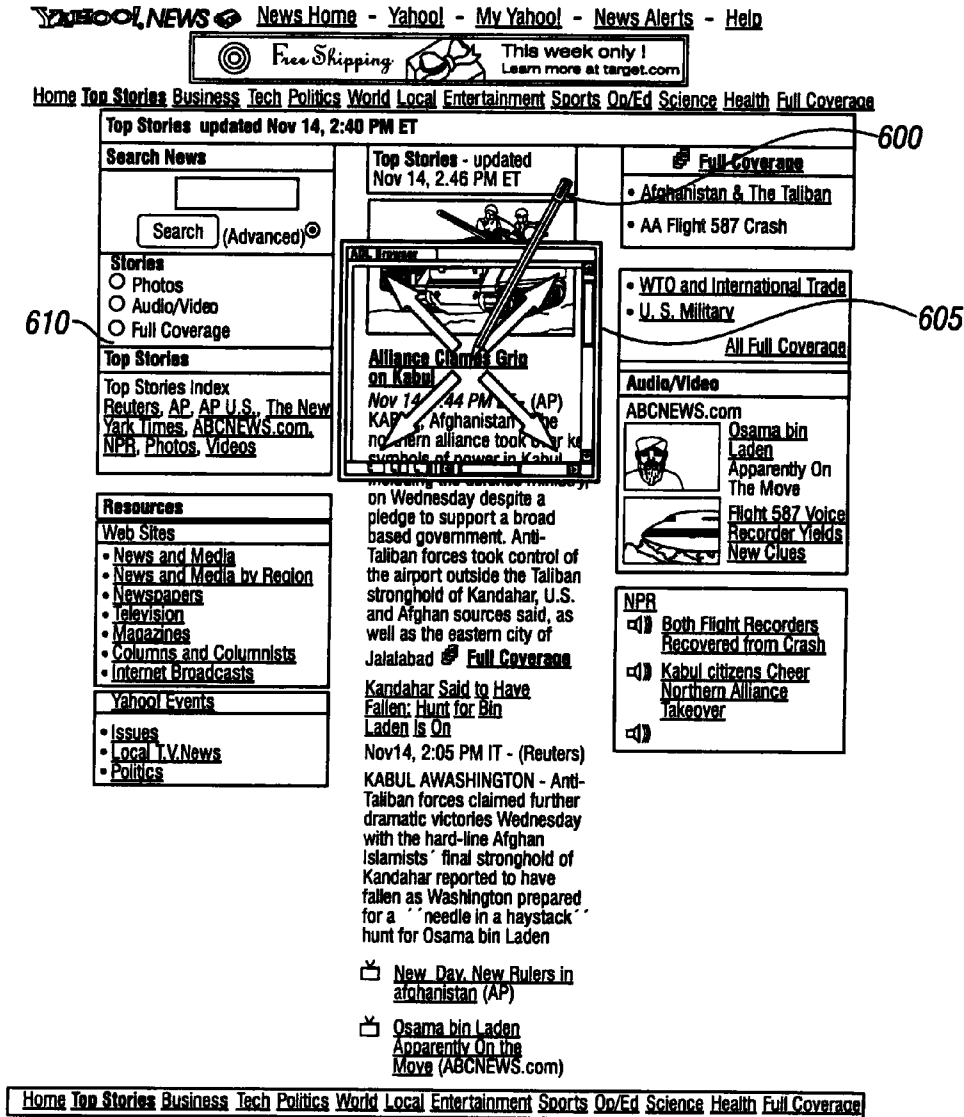 YAHOO! NEWS News Home - Yahoo! - My Yahoo! - News Alerts - Help
Free Shipping
This week only !
Learn more at target.com
Home Top Stories Business Tech Politics World Local Entertainment Sports Op/Ed Science Health Full Coverage
Top Stories updated Nov 14, 2:40 PM ET
600
Search News
Search (Advanced)
Stories
Photos
Audio/Video
Full Coverage
610
Top Stories
Top Stories Index
Reuters, AP, AP U.S., The New
Yark Times, ABCNEWS.com,
NPR, Photos, Videos
Resources
Web Sites
• News and Media
• News and Media by Region
• Newspapers
• Television
• Magazines
• Columns and Columnists
• Internet Broadcasts
Yahoo! Events
• Issues
• Local T.V.News
• Politics
Top Stories - updated
Nov 14, 2.46 PM ET
Browser
Alliance Claimes Grip
on Kabul
Nov 14 :44 PM - (AP)
Afghanistan
northern alliance took over ke
symbols of power in Kabul
including the defense ministry,
on Wednesday despite a
pledge to support a broad
based government. Anti-
Taliban forces took control of
the airport outside the Taliban
stronghold of Kandahar, U.S.
and Afghan sources said, as
well as the eastern city of
Jalalabad Full Coverage
Kandahar Said to Have
Fallen; Hunt for Bin
Laden Is On
Nov14, 2:05 PM IT - (Reuters)
KABUL AWASHINGTON - Anti-
Taliban forces claimed further
dramatic victories Wednesday
with the hard-line Afghan
Islamists´ final stronghold of
Kandahar reported to have
fallen as Washington prepared
for a ´´needle in a haystack´´
hunt for Osama bin Laden
New Day, New Rulers in
afghanistan (AP)
Osama bin Laden
Apparently On the
Move (ABCNEWS.com)
Full Coverage
• Afghanistan & The Taliban
• AA Flight 587 Crash
• WTO and International Trade
• U. S. Military
605
All Full Coverage
Audio/Video
ABCNEWS.com
Osama bin
Laden
Apparently On
The Move
Flight 587 Voice
Recorder Yields
New Clues
NPR
Both Flight Recorders
Recovered from Crash
Kabul citizens Cheer
Northern Alliance
Takeover
Home Top Stories Business Tech Politics World Local Entertainment Sports Op/Ed Science Health Full Coverage